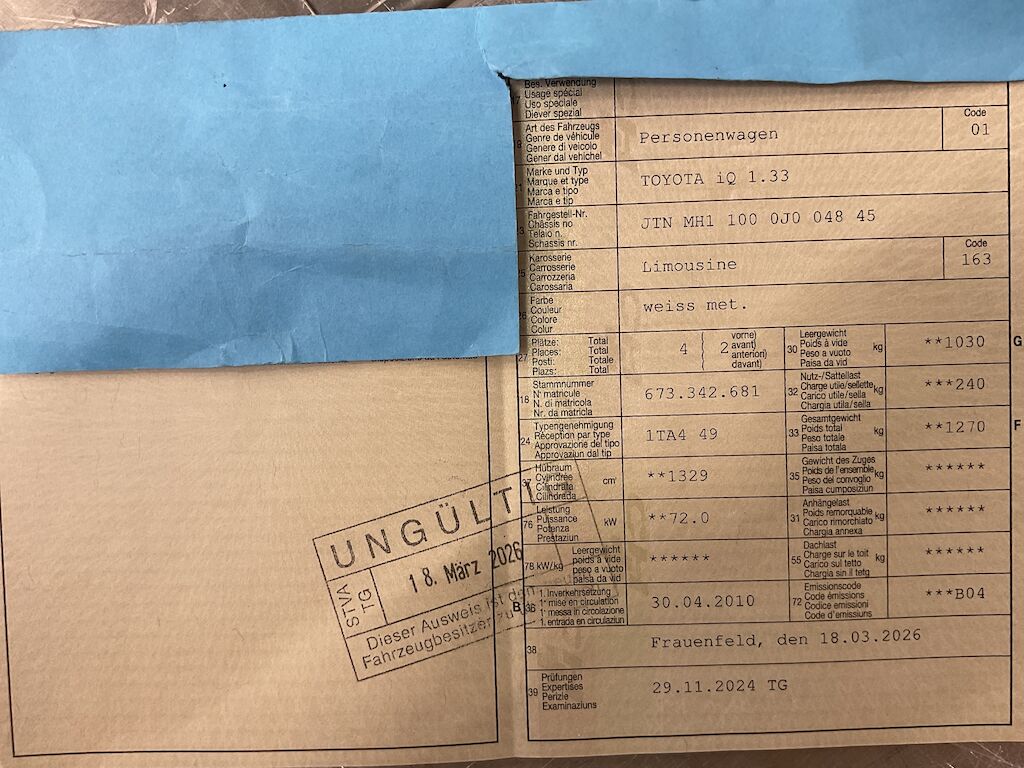 Bes. Verwendung
Usage spécial
Uso speciale
Diever spezial
Art des Fahrzeugs
Genre de véhicule
Genere di veicolo
Gener dal vehichel
Personenwagen
Code
01
Marke und Typ
Marque et type
Marca e tipo
Marca e tip
TOYOTA iQ 1.33
Fahrgestell-Nr.
Châssis no
Telaio n.
Schassis nr.
JTN MH1 100 0J0 048 45
Karosserie
Carrosserie
Carrozzeria
Carossaria
Limousine
Code
163
Farbe
Couleur
Colore
Colur
weiss met.
27
Plätze: Total
Places: Total
Posti: Totale
Plazs: Total
4
2
vorne)
avant)
anteriori)
davant)
30
Leergewicht
Poids à vide
Peso a vuoto
Paisa da vid
kg
**1030
G
18
Stammnummer
N° matricule
N. di matricola
Nr. da matricla
673.342.681
32
Nutz-/Sattellast
Charge utile/sellette
Carico utile/sella
Chargia utila/sella
kg
***240
24
Typengenehmigung
Réception par type
Approvazione del tipo
Approvaziun dal tip
1TA4 49
33
Gesamtgewicht
Poids total
Peso totale
Paisa totala
kg
**1270
F
37
Hubraum
Cylindrée
Cilindrata
Cilindrada
cm³
**1329
35
Gewicht des Zuges
Poids de l'ensemble
Peso del convoglio
Paisa cumposiziun
kg
******
76
Leistung
Puissance
Potenza
Prestaziun
kW
**72.0
31
Anhängelast
Poids remorquable
Carico rimorchiato
Chargia annexa
kg
******
78 kW/kg
Leergewicht
poids à vide
peso a vuoto
paisa da vid
******
55
Dachlast
Charge sur le toit
Carico sul tetto
Chargia sin il tetg
kg
******
B
36
1. Inverkehrsetzung
1re mise en circulation
1a messa in circolazione
1. entrada en circulaziun
30.04.2010
72
Emissionscode
Code émissions
Codice emissioni
Code d'emissiuns
***B04
38
Frauenfeld, den 18.03.2026
39
Prüfungen
Expertises
Perizie
Examinaziuns
29.11.2024 TG
UNGÜLTI
STVA
TG
18. März 2026
Dieser Ausweis ist den
Fahrzeugbesitzer zu